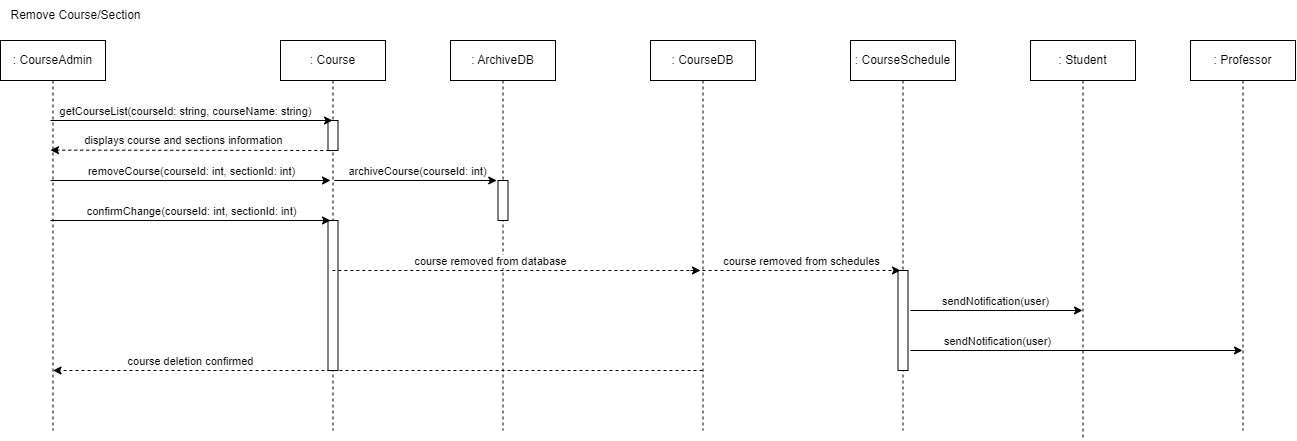 Remove Course/Section
: CourseAdmin
: Course
: ArchiveDB
: CourseDB
: CourseSchedule
: Student
: Professor
getCourseList(courseId: string, courseName: string)
displays course and sections information
removeCourse(courseId: int, sectionId: int)
archiveCourse(courseId: int)
confirmChange(courseId: int, sectionId: int)
course removed from database
course removed from schedules
sendNotification(user)
sendNotification(user)
course deletion confirmed